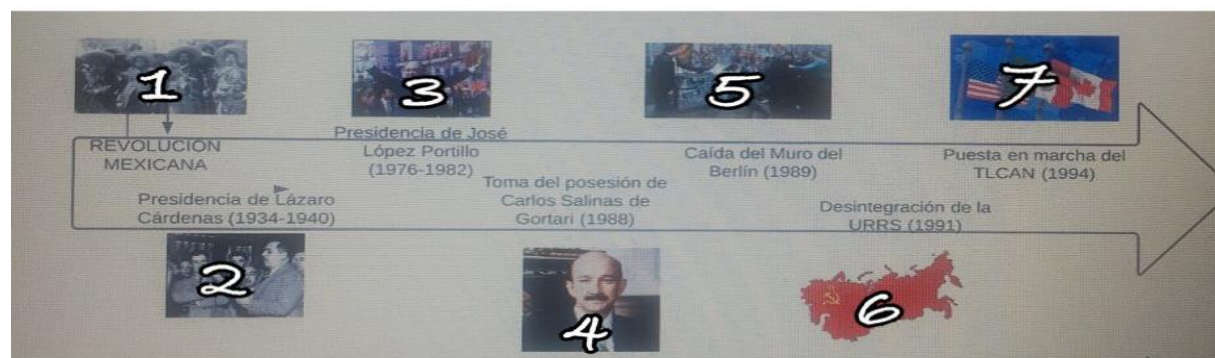 1
REVOLUCION
MEXICANA
2
Presidencia de Lázaro
Cárdenas (1934-1940)
3
Presidencia de José
López Portillo
(1976-1982)
4
Toma del posesión de
Carlos Salinas de
Gortari (1988)
5
Caída del Muro del
Berlín (1989)
6
Desintegración de la
URRS (1991)
7
Puesta en marcha del
TLCAN (1994)